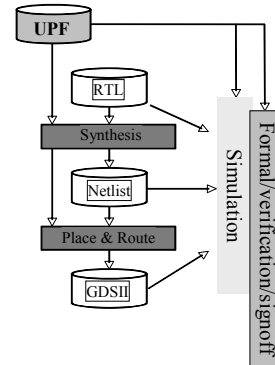 UPF
RTL
Synthesis
Netlist
Place & Route
GDSII
Simulation
Formal/verification/signoff